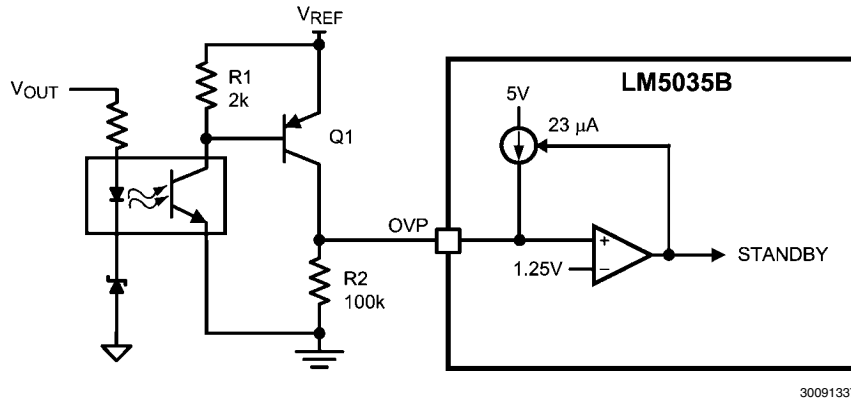 VREF
R1
2k
VOUT
Q1
LM5035B
5V
23 µA
OVP
+
1.25V
−
STANDBY
R2
100k